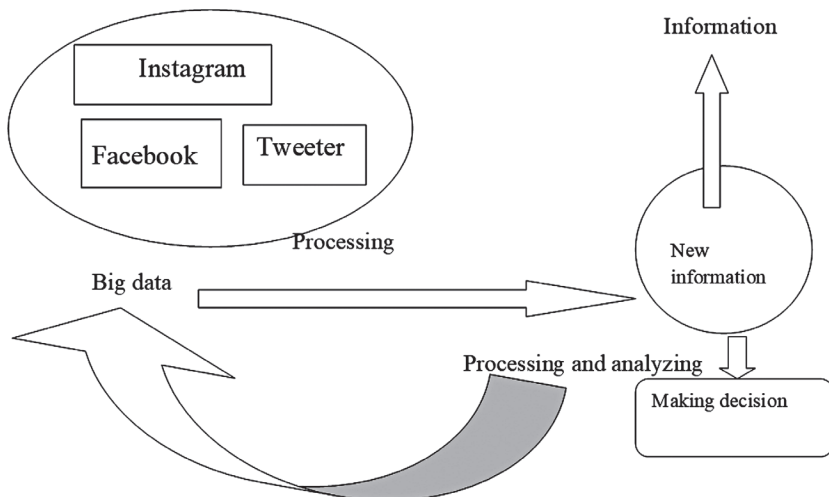 Information
Instagram
Facebook
Tweeter
Processing
Big data
New
information
Processing and analyzing
Making decision